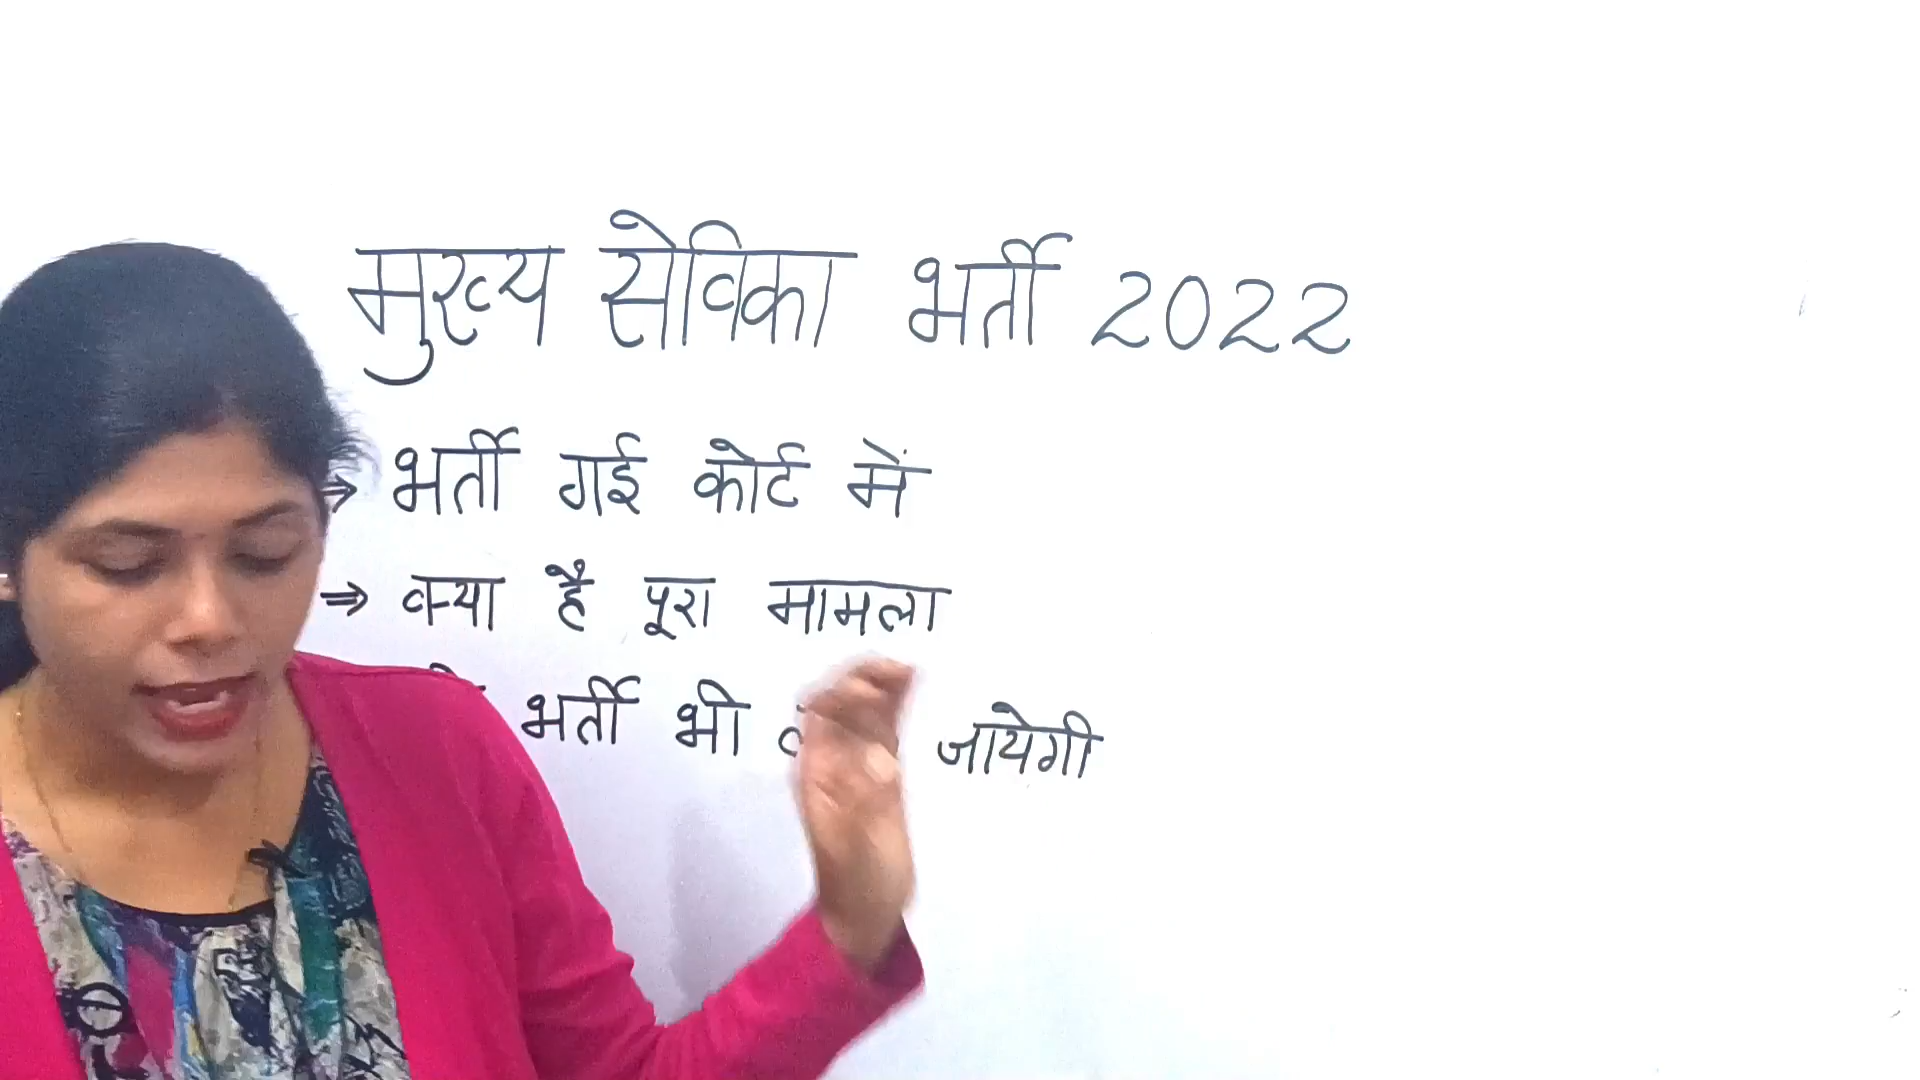 मुख्य सेविका भर्ती 2022
→ भर्ती गई कोर्ट में
⇒ क्या है पूरा मामला
भर्ती भी जायेगी